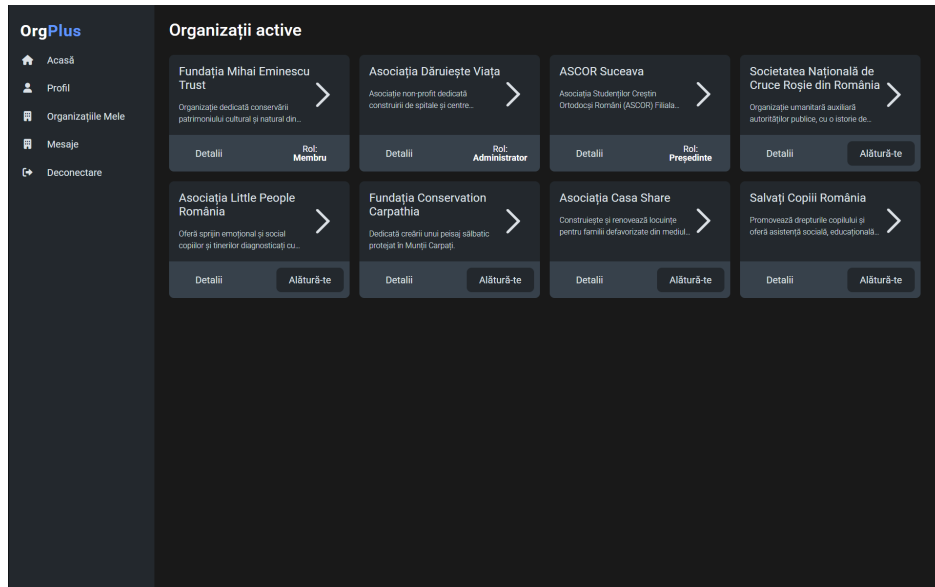 OrgPlus
Acasă
Profil
Organizațiile Mele
Mesaje
Deconectare
Organizații active
Fundația Mihai Eminescu
Trust
Organizație dedicată conservării
patrimoniului cultural și natural din...
Detalii
Rol:
Membru
Asociația Dăruiește Viața
Asociație non-profit dedicată
construirii de spitale și centre...
Detalii
Rol:
Administrator
ASCOR Suceava
Asociația Studenților Creștin
Ortodocși Români (ASCOR) Filiala...
Detalii
Rol:
Președinte
Societatea Națională de
Cruce Roșie din România
Organizație umanitară auxiliară
autorităților publice, cu o istorie de...
Detalii
Alătură-te
Asociația Little People
România
Oferă sprijin emoțional și social
copiilor și tinerilor diagnosticați cu...
Detalii
Alătură-te
Fundația Conservation
Carpathia
Dedicată creării unui peisaj sălbatic
protejat în Munții Carpați.
Detalii
Alătură-te
Asociația Casa Share
Construiește și renovează locuințe
pentru familii defavorizate din mediul...
Detalii
Alătură-te
Salvați Copiii România
Promovează drepturile copilului și
oferă asistență socială, educațională...
Detalii
Alătură-te